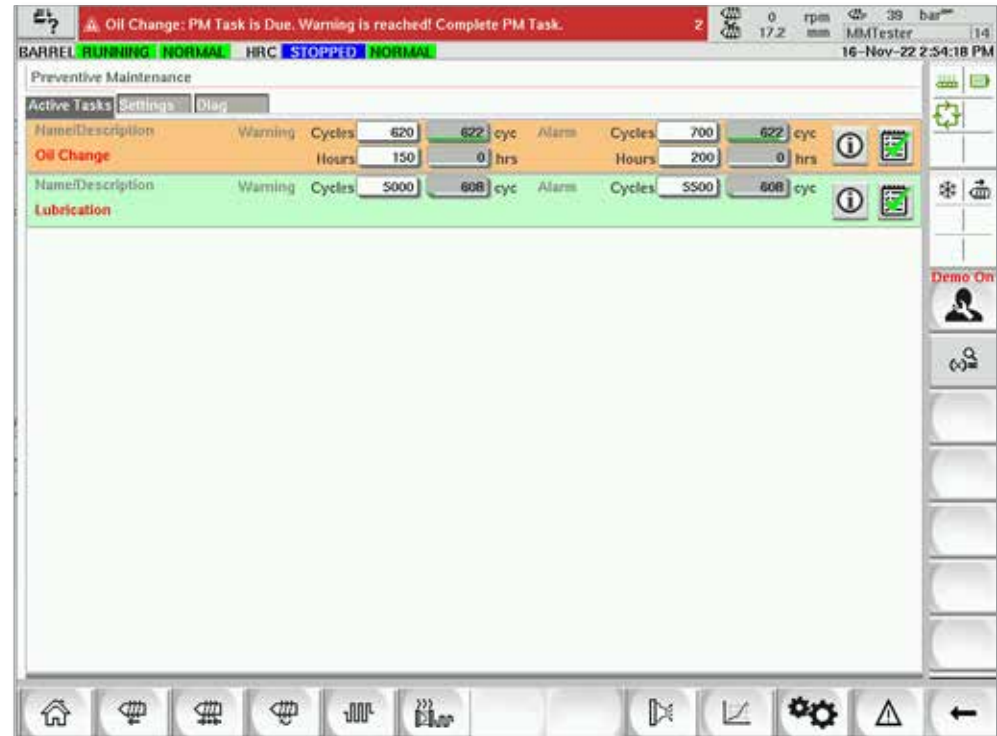 Oil Change: PM Task is Due. Warning is reached! Complete PM Task. 2 0 rpm 39 bar
17.2 mm MMTester 14
BARREL RUNNING NORMAL HRC STOPPED NORMAL 16-Nov-22 2:54:18 PM
Preventive Maintenance
Active Tasks Settings Diag
Name/Description Warning Cycles 620 622 cyc Alarm Cycles 700 622 cyc
Oil Change Hours 150 0 hrs Hours 200 0 hrs
Name/Description Warning Cycles 5000 608 cyc Alarm Cycles 5500 608 cyc
Lubrication
Demo On